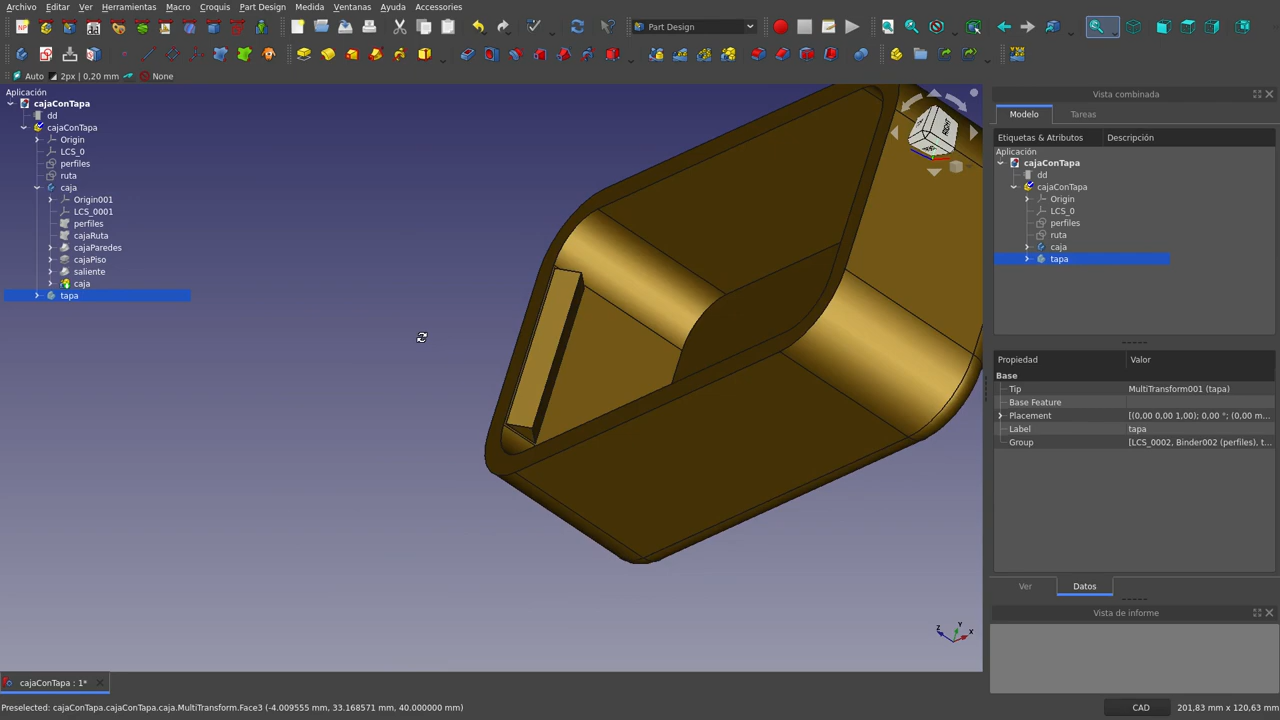 Archivo Editar Ver Herramientas Macro Croquis Part Design Medida Ventanas Ayuda Accessories
Part Design
Auto 2px | 0,20 mm None
Aplicación
cajaConTapa
dd
cajaConTapa
Origin
LCS_0
perfiles
ruta
caja
Origin001
LCS_0001
perfiles
cajaRuta
cajaParedes
cajaPiso
saliente
caja
tapa
RIGHT
Z Y X
Vista combinada
Modelo Tareas
Etiquetas & Atributos Descripción
Aplicación
cajaConTapa
dd
cajaConTapa
Origin
LCS_0
perfiles
ruta
caja
tapa
Propiedad Valor
Base
Tip MultiTransform001 (tapa)
Base Feature
Placement [(0,00 0,00 1,00); 0,00 °; (0,00 m...
Label tapa
Group [LCS_0002, Binder002 (perfiles), t...
Ver Datos
Vista de informe
cajaConTapa : 1*
Preselected: cajaConTapa.cajaConTapa.caja.MultiTransform.Face3 (-4.009555 mm, 33.168571 mm, 40.000000 mm) CAD 201,83 mm x 120,63 mm